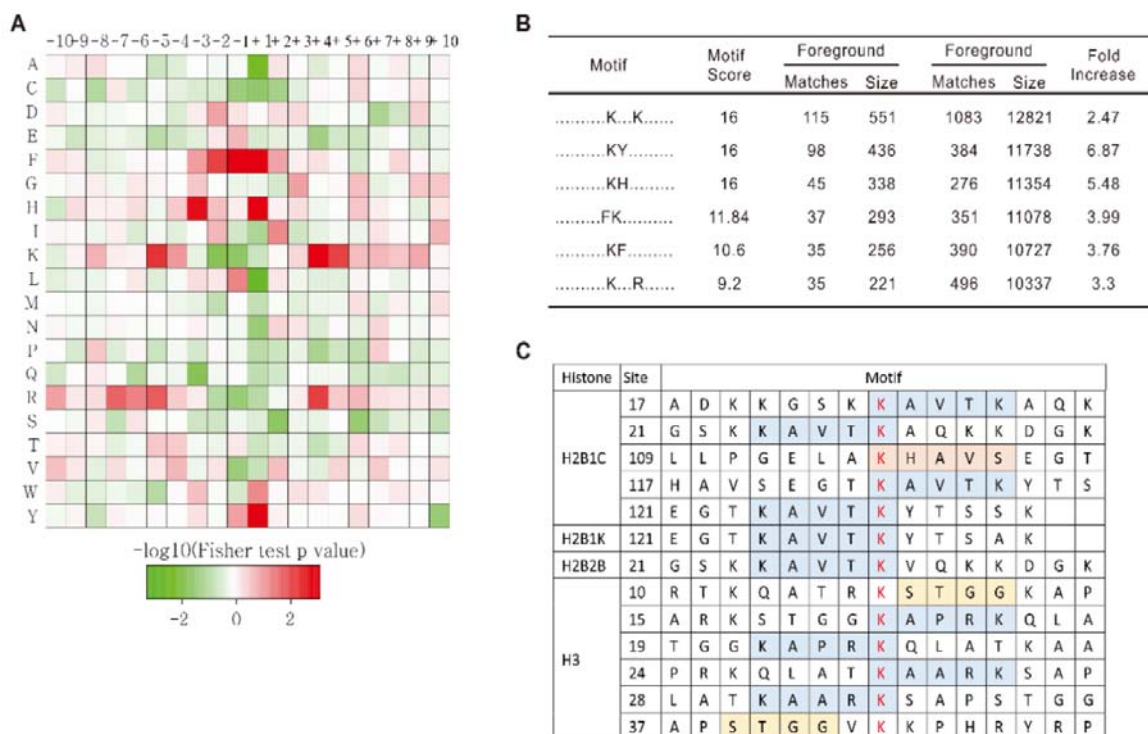 A
-10-9 -8 -7 -6 -5 -4 -3 -2 -1 + 1+ 2+ 3+ 4+ 5+ 6+ 7+ 8+ 9+ 10
A
C
D
E
F
G
H
I
K
L
M
N
P
Q
R
S
T
V
W
Y
-log10(Fisher test p value)
-2 0 2
B
Motif Motif Score Foreground Foreground Fold Increase
Matches Size Matches Size
..........K...K...... 16 115 551 1083 12821 2.47
..........KY......... 16 98 436 384 11738 6.87
..........KH......... 16 45 338 276 11354 5.48
.........FK.......... 11.84 37 293 351 11078 3.99
..........KF......... 10.6 35 256 390 10727 3.76
..........K...R...... 9.2 35 221 496 10337 3.3
C
Histone Site Motif
H2B1C 17 A D K K G S K K A V T K A Q K
21 G S K K A V T K A Q K K D G K
109 L L P G E L A K H A V S E G T
117 H A V S E G T K A V T K Y T S
121 E G T K A V T K Y T S S K
H2B1K 121 E G T K A V T K Y T S A K
H2B2B 21 G S K K A V T K V Q K K D G K
H3 10 R T K Q A T R K S T G G K A P
15 A R K S T G G K A P R K Q L A
19 T G G K A P R K Q L A T K A A
24 P R K Q L A T K A A R K S A P
28 L A T K A A R K S A P S T G G
37 A P S T G G V K K P H R Y R P